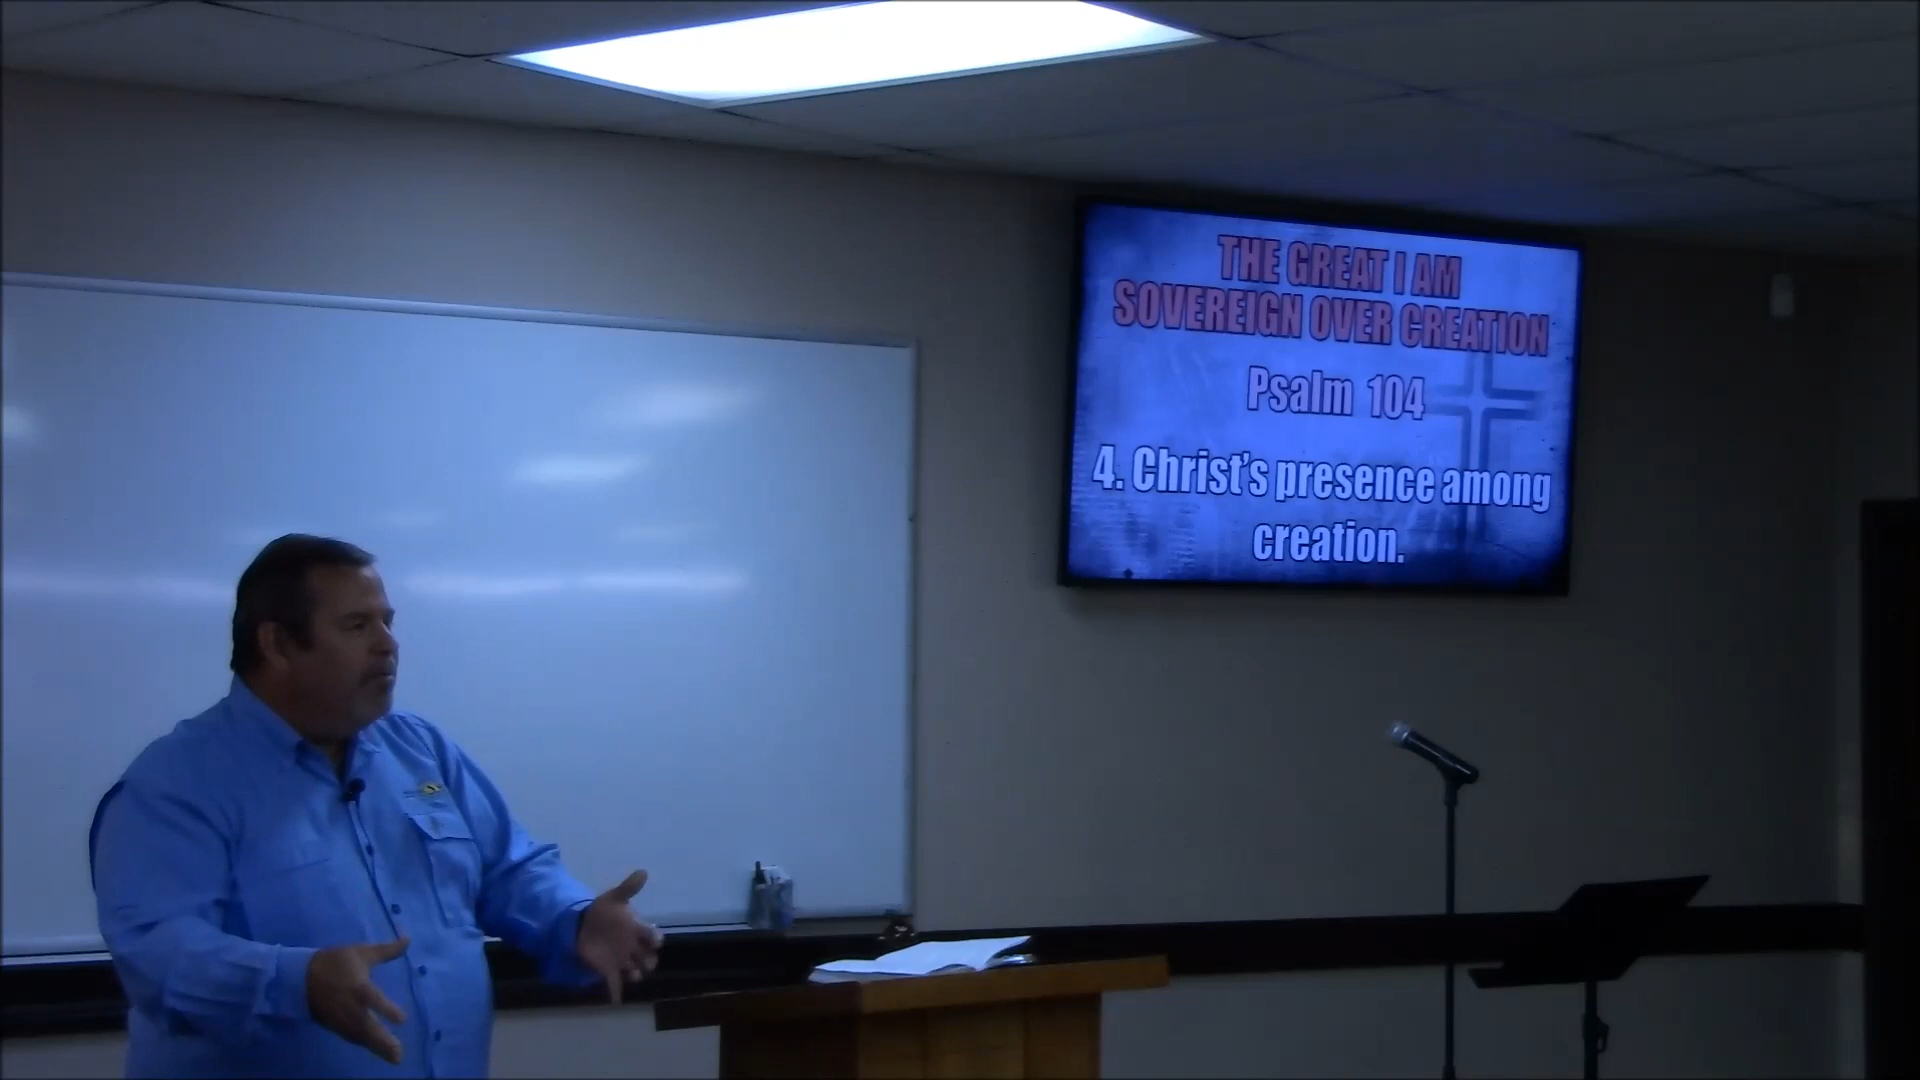 THE GREAT I AM
SOVEREIGN OVER CREATION
Psalm 104
4. Christ's presence among
creation.